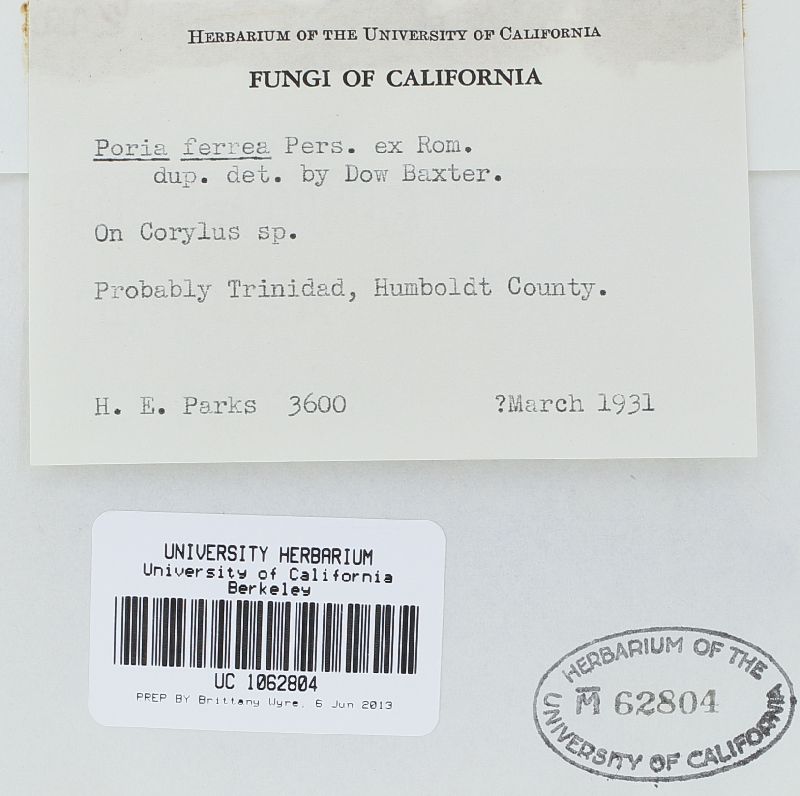 HERBARIUM OF THE UNIVERSITY OF CALIFORNIA
FUNGI OF CALIFORNIA
Poria ferrea Pers. ex Rom.
dup. det. by Dow Baxter.
On Corylus sp.
Probably Trinidad, Humboldt County.
H. E. Parks 3600 ?March 1931
UNIVERSITY HERBARIUM
University of California
Berkeley
UC 1062804
PREP BY Brittany Wyre, 6 Jun 2013
HERBARIUM OF THE
M 62804
UNIVERSITY OF CALIFORNIA